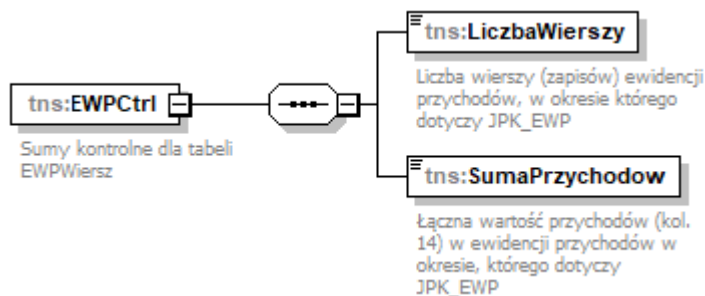 tns:LiczbaWierszy
Liczba wierszy (zapisów) ewidencji
przychodów, w okresie którego
dotyczy JPK_EWP
tns:EWPCtrl
Sumy kontrolne dla tabeli
EWPWiersz
tns:SumaPrzychodow
Łączna wartość przychodów (kol.
14) w ewidencji przychodów w
okresie, którego dotyczy
JPK_EWP